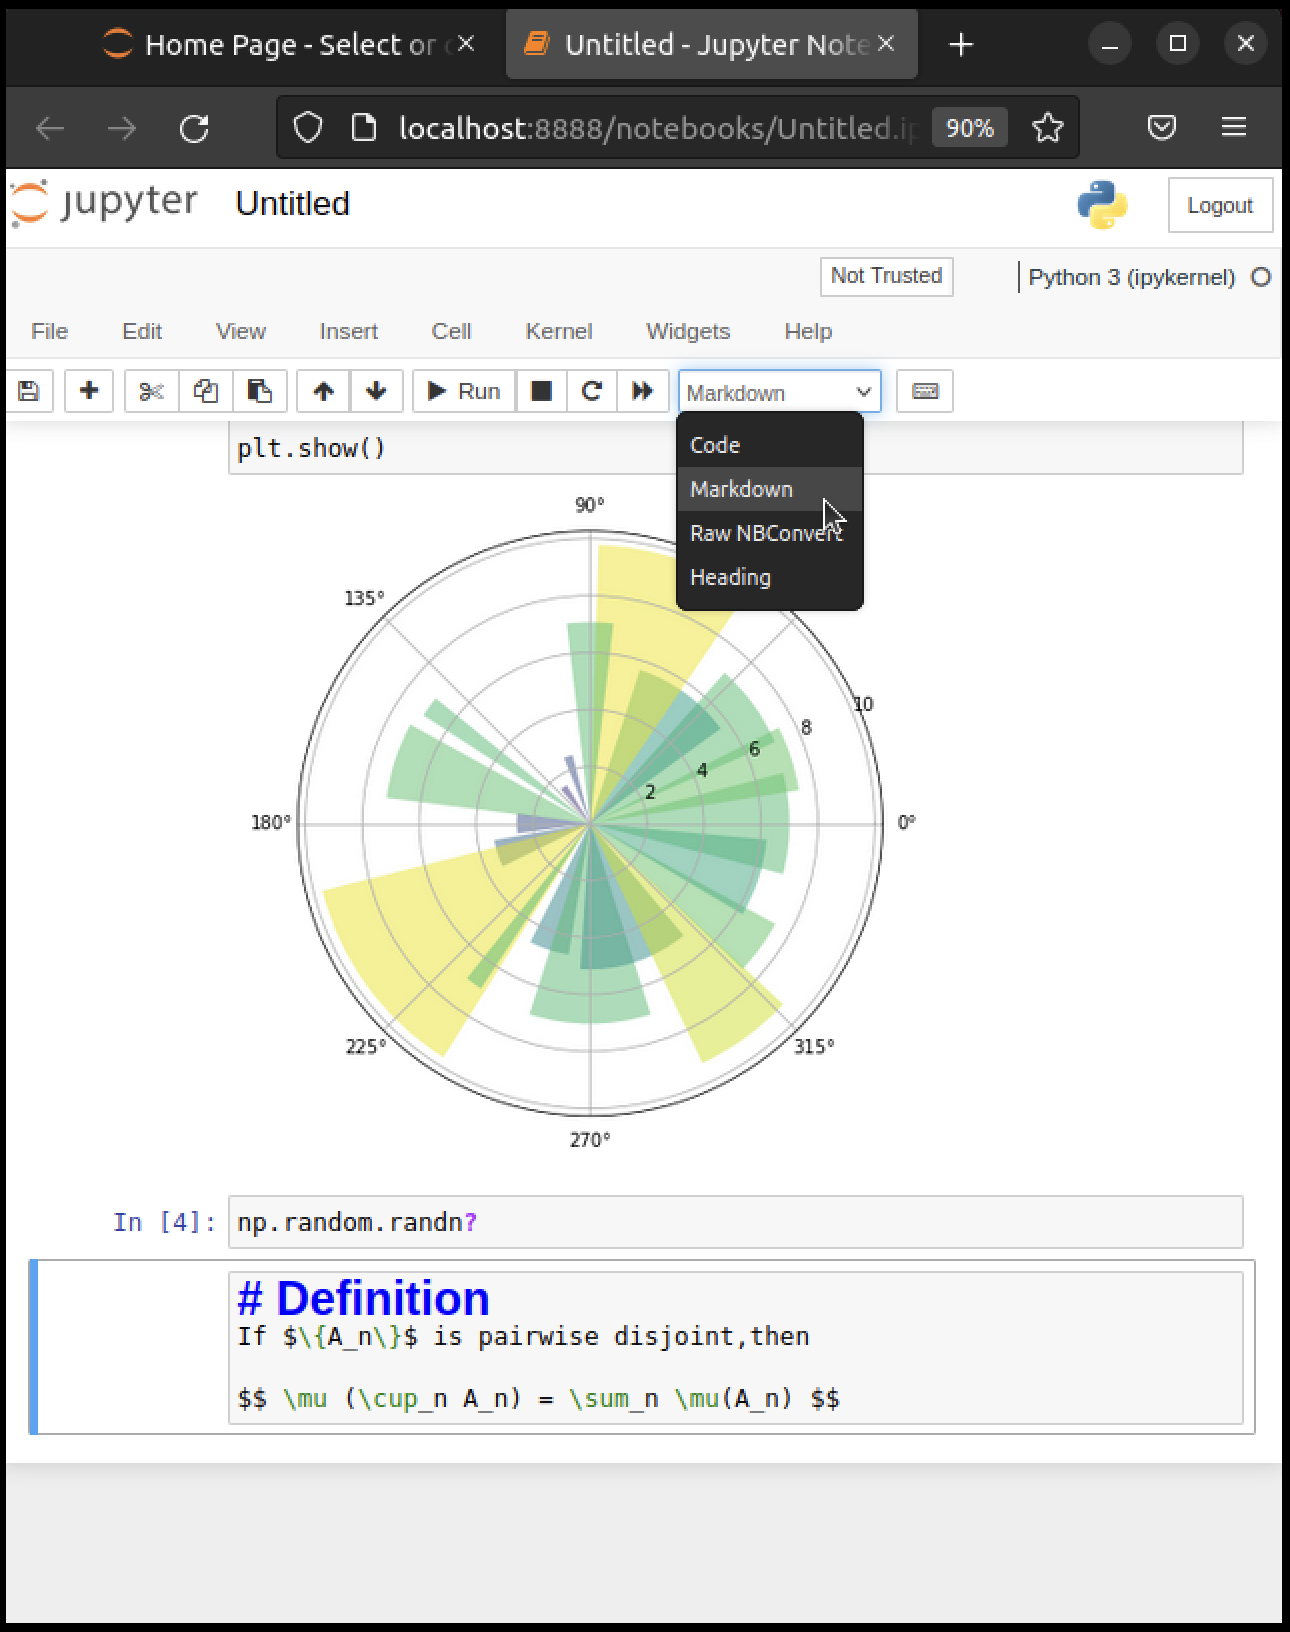 Home Page - Select or
Untitled - Jupyter Note
localhost:8888/notebooks/Untitled.ip
90%
jupyter Untitled
Logout
Not Trusted
Python 3 (ipykernel)
File Edit View Insert Cell Kernel Widgets Help
Run
Markdown
Code
Markdown
Raw NBConvert
Heading
plt.show()
90°
135°
10
8
6
4
2
180°
0°
225°
315°
270°
In [4]: np.random.randn?
# Definition
If $\{A_n\}$ is pairwise disjoint,then
$$ \mu (\cup_n A_n) = \sum_n \mu(A_n) $$